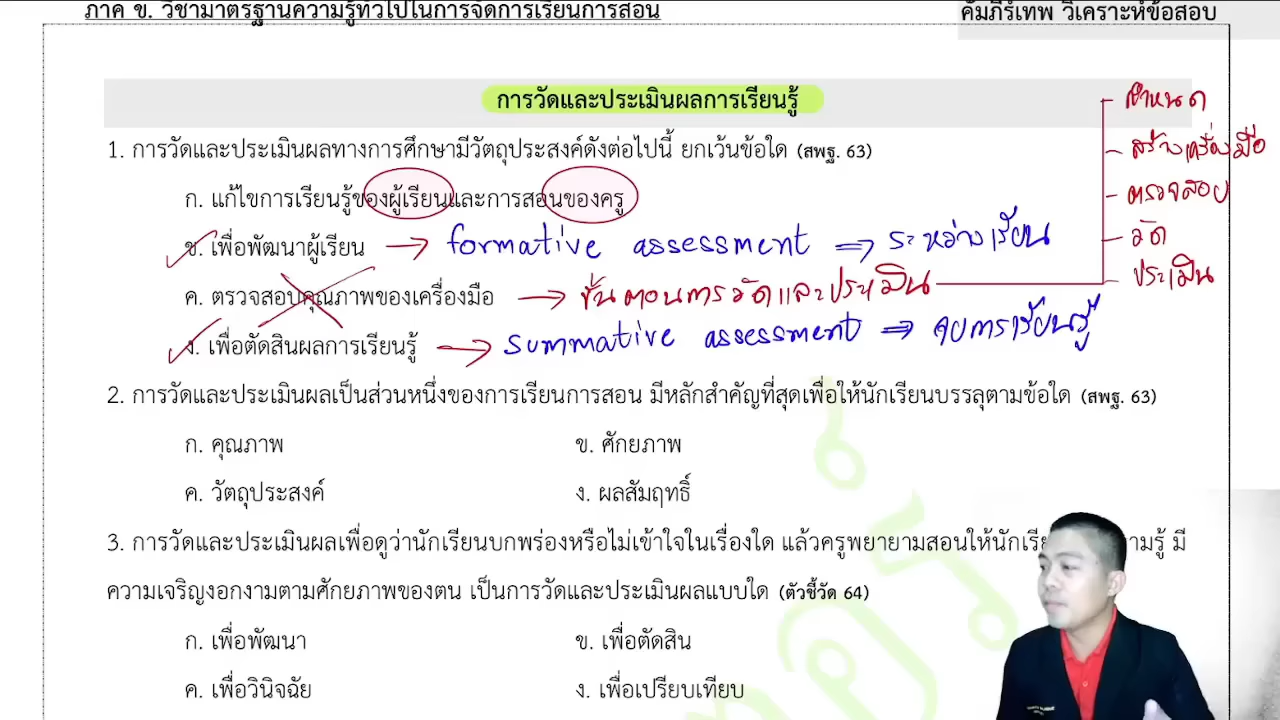 ภาค ข. วิชามาตรฐานความรู้ทั่วไปในการจัดการเรียนการสอน
คัมภีร์เทพ วิเคราะห์ข้อสอบ
การวัดและประเมินผลการเรียนรู้
กำหนด
1. การวัดและประเมินผลทางการศึกษามีวัตถุประสงค์ดังต่อไปนี้ ยกเว้นข้อใด (สพฐ. 63)
สร้างเครื่องมือ
ก. แก้ไขการเรียนรู้ของผู้เรียนและการสอนของครู
ตรวจสอบ
ข. เพื่อพัฒนาผู้เรียน → formative assessment ⇒ ระหว่างเรียน
วัด
ประเมิน
ค. ตรวจสอบคุณภาพของเครื่องมือ → ขั้นตอนการวัดและประเมิน
ง. เพื่อตัดสินผลการเรียนรู้ → summative assessment ⇒ จบการเรียนรู้
2. การวัดและประเมินผลเป็นส่วนหนึ่งของการเรียนการสอน มีหลักสำคัญที่สุดเพื่อให้นักเรียนบรรลุตามข้อใด (สพฐ. 63)
ก. คุณภาพ ข. ศักยภาพ
ค. วัตถุประสงค์ ง. ผลสัมฤทธิ์
3. การวัดและประเมินผลเพื่อดูว่านักเรียนบกพร่องหรือไม่เข้าใจในเรื่องใด แล้วครูพยายามสอนให้นักเรีย วามรู้ มี
ความเจริญงอกงามตามศักยภาพของตน เป็นการวัดและประเมินผลแบบใด (ตัวชี้วัด 64)
ก. เพื่อพัฒนา ข. เพื่อตัดสิน
ค. เพื่อวินิจฉัย ง. เพื่อเปรียบเทียบ